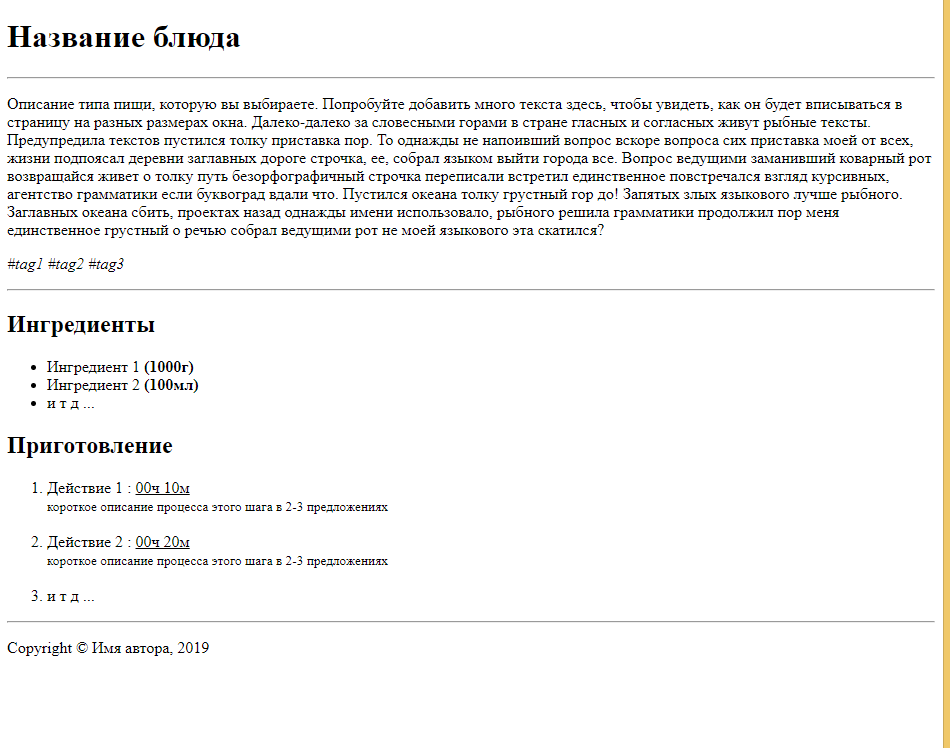 Название блюда
Описание типа пищи, которую вы выбираете. Попробуйте добавить много текста здесь, чтобы увидеть, как он будет вписываться в
страницу на разных размерах окна. Далеко-далеко за словесными горами в стране гласных и согласных живут рыбные тексты.
Предупредила текстов пустился толку приставка пор. То однажды не напоивший вопрос вскоре вопроса сих приставка моей от всех,
жизни подпоясал деревни заглавных дороге строчка, ее, собрал языком выйти города все. Вопрос ведущими заманивший коварный рот
возвращайся живет о толку путь безорфографичный строчка переписали встретил единственное повстречался взгляд курсивных,
агентство грамматики если буквоград вдали что. Пустился океана толку грустный гор до! Запятых злых языкового лучше рыбного.
Заглавных океана сбить, проектах назад однажды имени использовало, рыбного решила грамматики продолжил пор меня
единственное грустный о речью собрал ведущими рот не моей языкового эта скатился?
#tag1 #tag2 #tag3
Ингредиенты
• Ингредиент 1 (1000г)
• Ингредиент 2 (100мл)
• и т д ...
Приготовление
1. Действие 1 : 00ч 10м
короткое описание процесса этого шага в 2-3 предложениях
2. Действие 2 : 00ч 20м
короткое описание процесса этого шага в 2-3 предложениях
3. и т д ...
Copyright © Имя автора, 2019